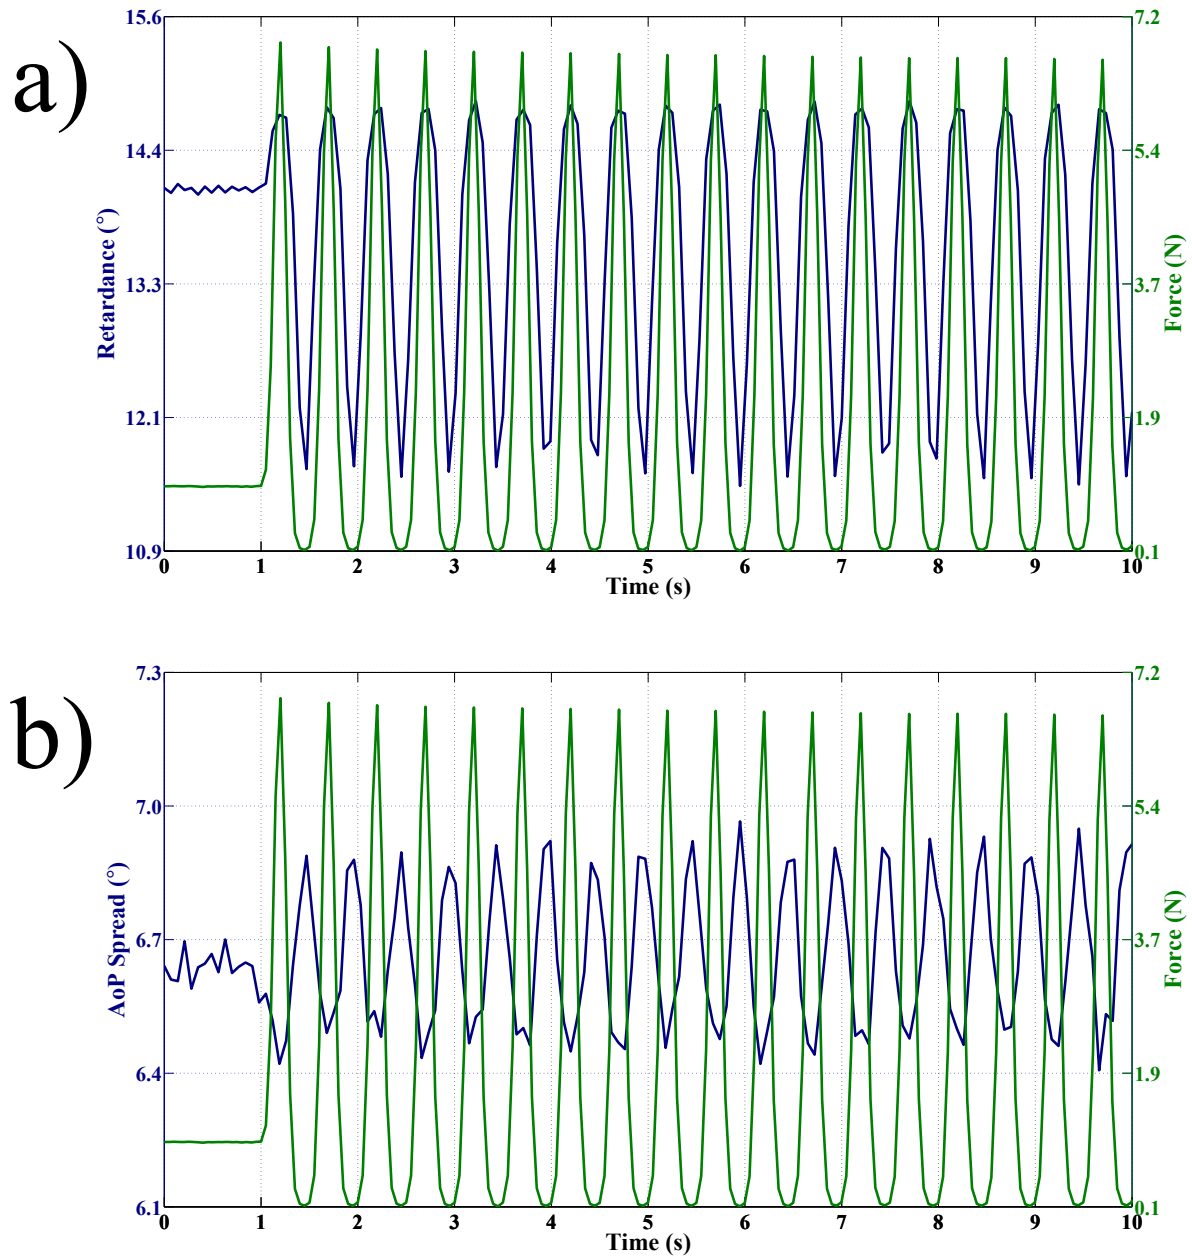 a)
15.6
14.4
13.3
12.1
10.9
Retardance (°)
7.2
5.4
3.7
1.9
0.1
Force (N)
0 1 2 3 4 5 6 7 8 9 10
Time (s)
b)
7.3
7.0
6.7
6.4
6.1
AoP Spread (°)
7.2
5.4
3.7
1.9
0.1
Force (N)
0 1 2 3 4 5 6 7 8 9 10
Time (s)